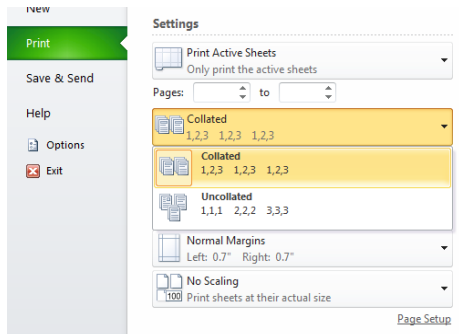 New
Print
Save & Send
Help
Options
Exit
Settings
Print Active Sheets
Only print the active sheets
Pages: to
Collated
1,2,3 1,2,3 1,2,3
Collated
1,2,3 1,2,3 1,2,3
Uncollated
1,1,1 2,2,2 3,3,3
Normal Margins
Left: 0.7" Right: 0.7"
No Scaling
100 Print sheets at their actual size
Page Setup